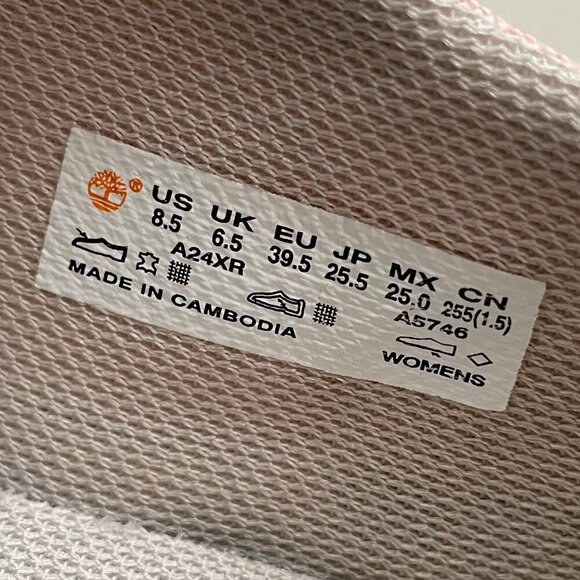 ® US UK EU JP MX CN
8.5 6.5 39.5 25.5 25.0 255(1.5)
A24XR A5746
MADE IN CAMBODIA WOMENS